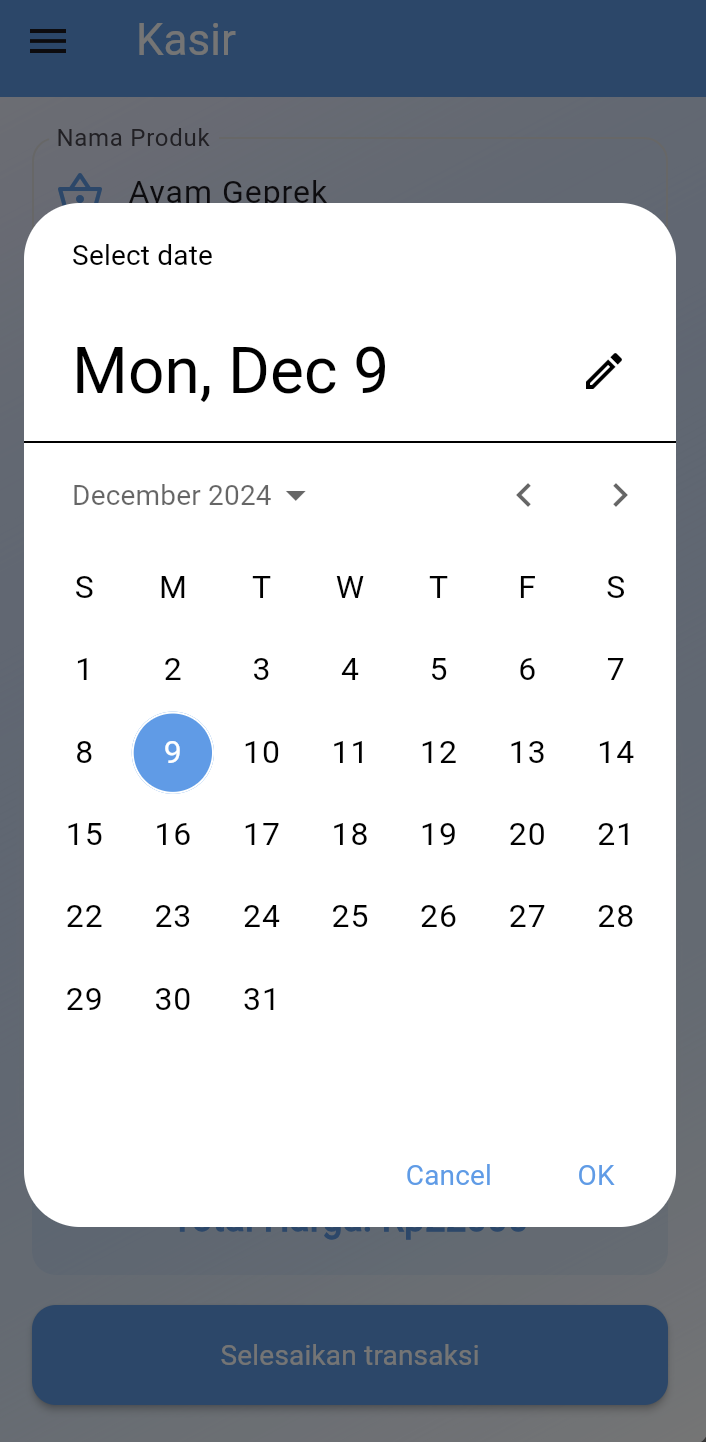 Kasir
Nama Produk
Ayam Geprek
Select date
Mon, Dec 9
December 2024
S M T W T F S
1 2 3 4 5 6 7
8 9 10 11 12 13 14
15 16 17 18 19 20 21
22 23 24 25 26 27 28
29 30 31
Cancel OK
Total Harga:
Selesaikan transaksi